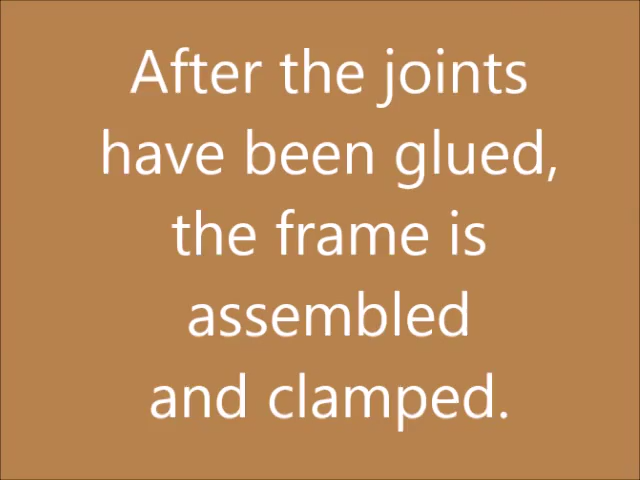 After the joints
have been glued,
the frame is
assembled
and clamped.